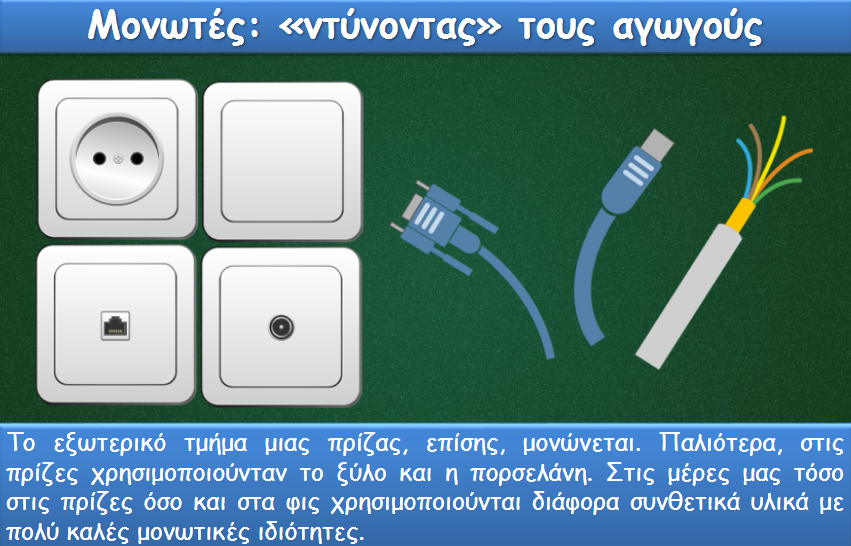 Μονωτές: «ντύνοντας» τους αγωγούς
Το εξωτερικό τμήμα μιας πρίζας, επίσης, μονώνεται. Παλιότερα, στις
πρίζες χρησιμοποιούνταν το ξύλο και η πορσελάνη. Στις μέρες μας τόσο
στις πρίζες όσο και στα φις χρησιμοποιούνται διάφορα συνθετικά υλικά με
πολύ καλές μονωτικές ιδιότητες.